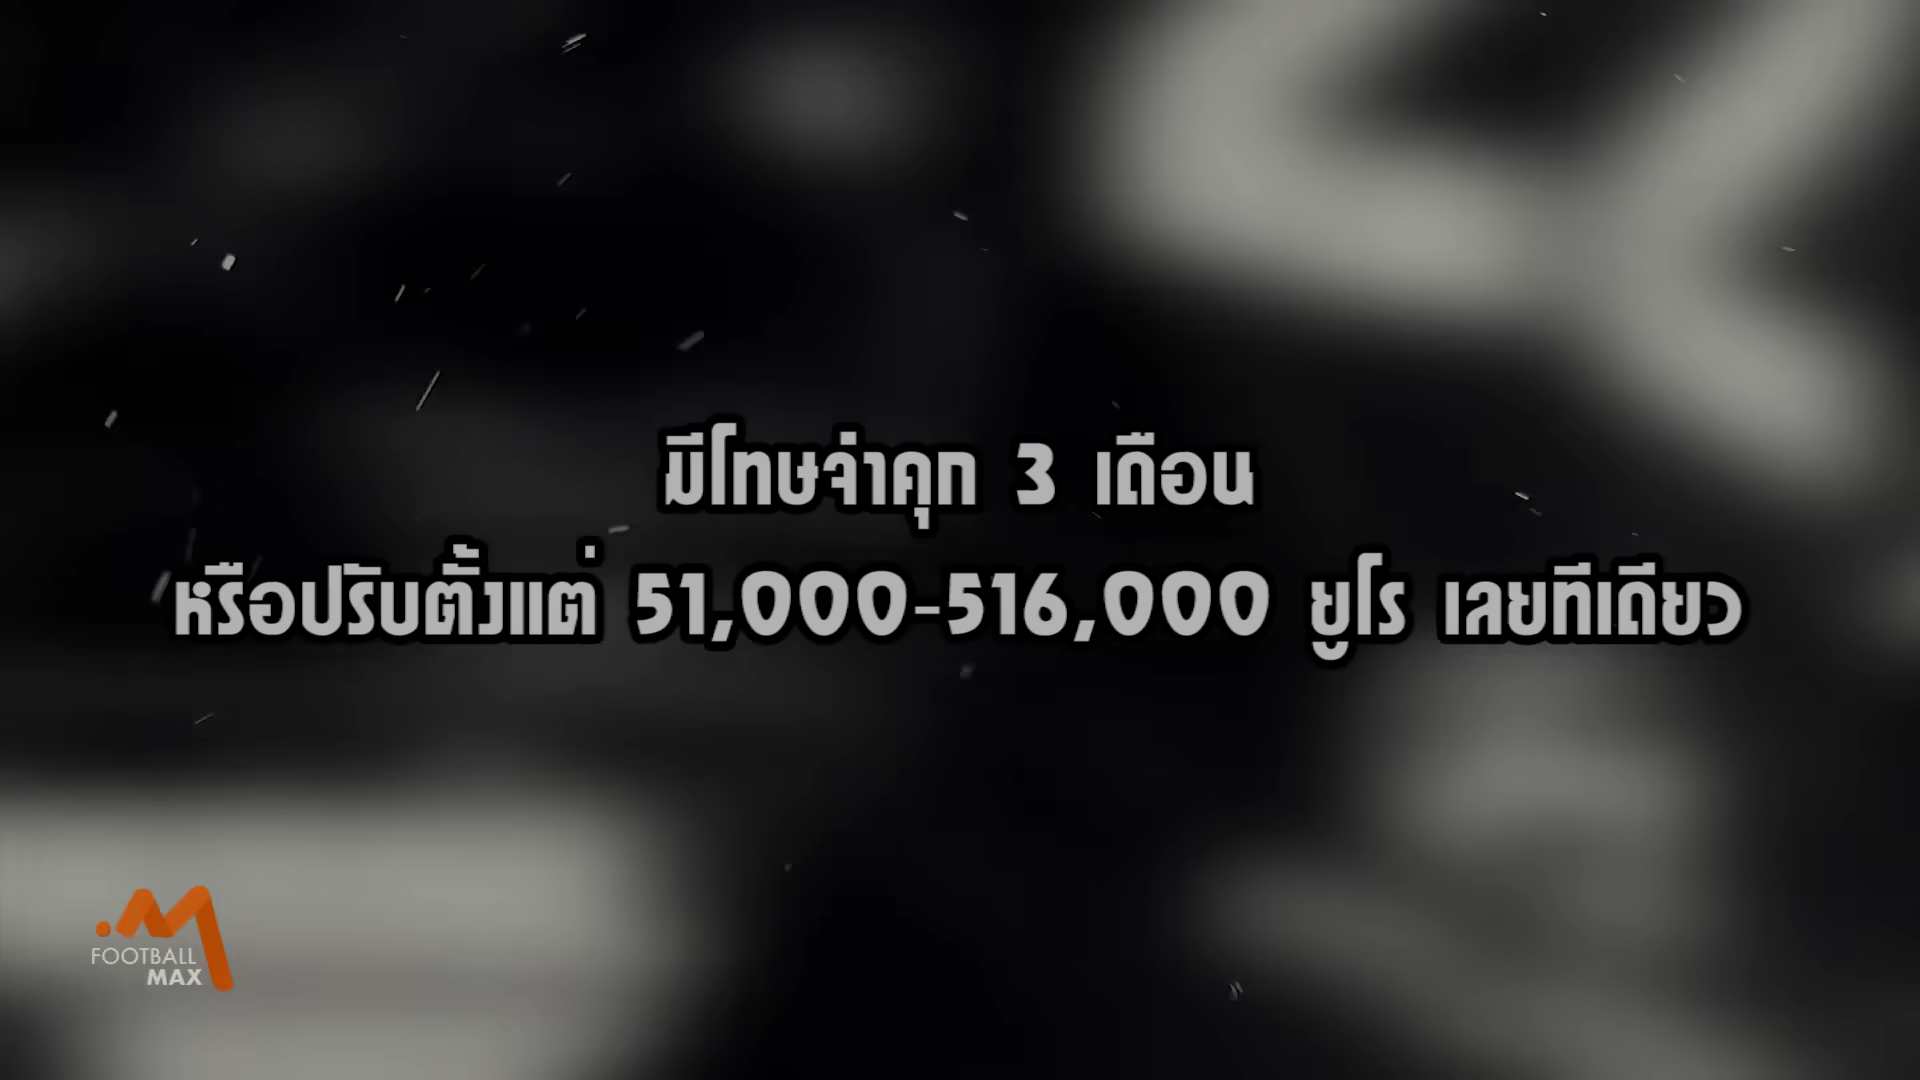 มีโทษจำคุก 3 เดือน
หรือปรับตั้งแต่ 51,000-516,000 ยูโร เลยทีเดียว
FOOTBALL
MAX